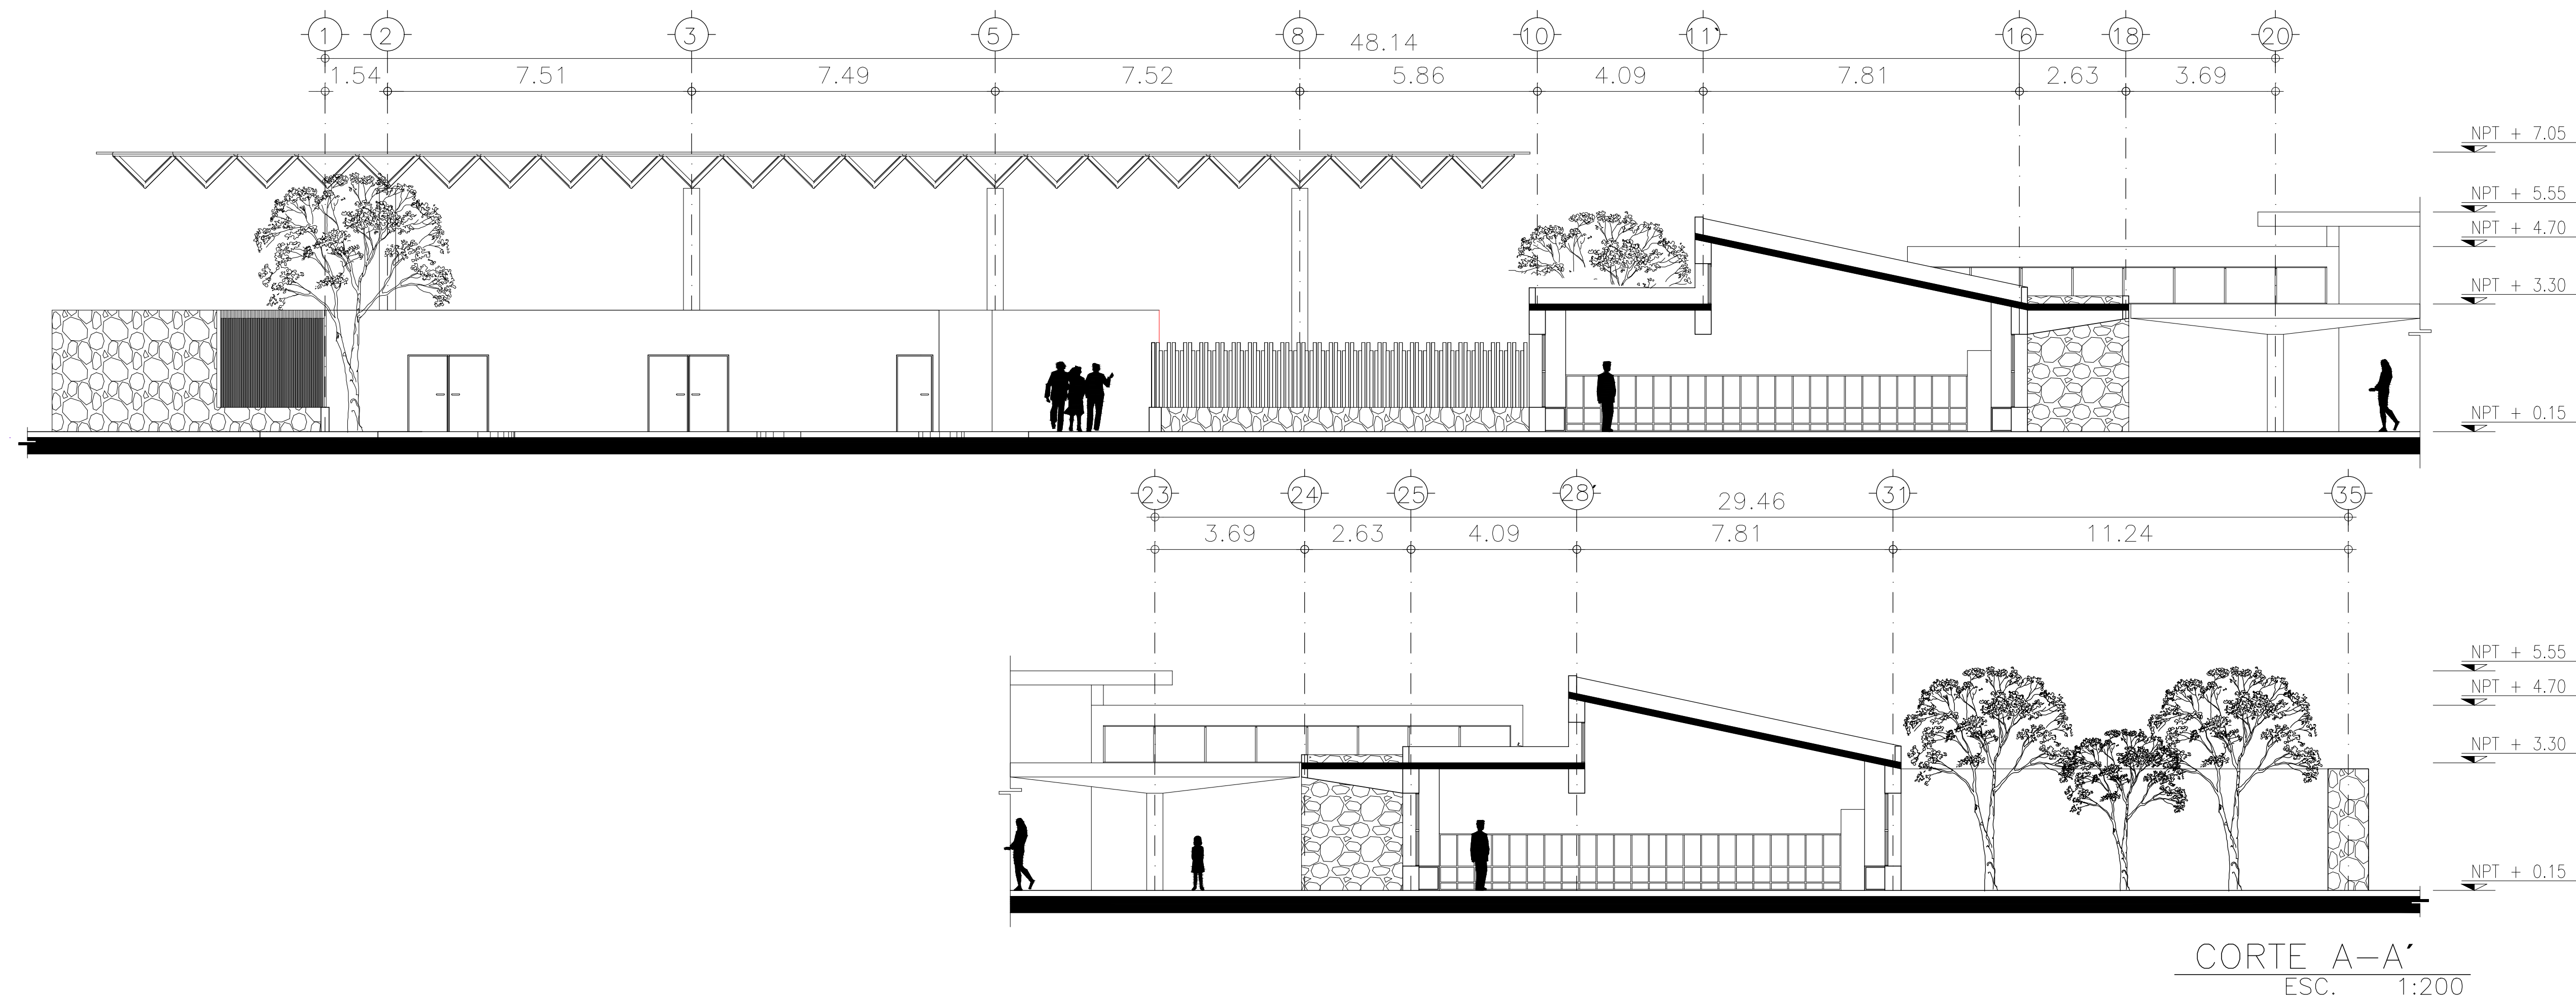 1 2 3 5 8 10 11' 16 18 20
48.14
1.54 7.51 7.49 7.52 5.86 4.09 7.81 2.63 3.69
NPT + 7.05
NPT + 5.55
NPT + 4.70
NPT + 3.30
NPT + 0.15
23 24 25 28' 31 35
29.46
3.69 2.63 4.09 7.81 11.24
NPT + 5.55
NPT + 4.70
NPT + 3.30
NPT + 0.15
CORTE A-A'
ESC. 1:200